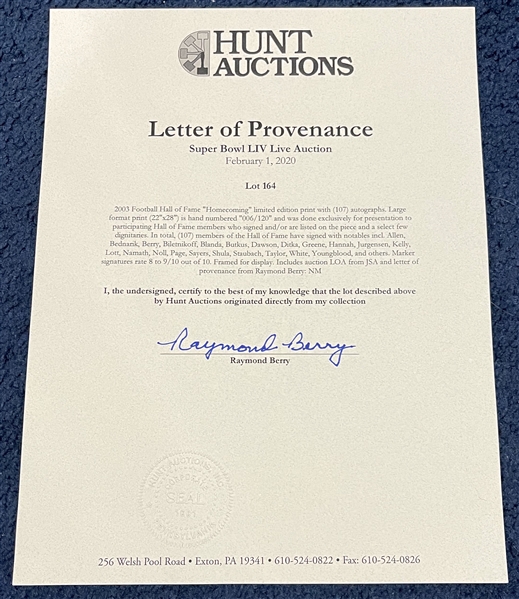 HUNT
AUCTIONS
Letter of Provenance
Super Bowl LIV Live Auction
February 1, 2020
Lot 164
2003 Football Hall of Fame "Homecoming" limited edition print with (107) autographs. Large
format print (22"x28") is hand numbered "006/120" and was done exclusively for presentation to
participating Hall of Fame members who signed and/or are listed on the piece and a select few
dignitaries. In total, (107) members of the Hall of Fame have signed with notables incl. Allen,
Bednarik, Berry, Biletnikoff, Blanda, Butkus, Dawson, Ditka, Greene, Hannah, Jurgensen, Kelly,
Lott, Namath, Noll, Page, Sayers, Shula, Staubach, Taylor, White, Youngblood, and others. Marker
signatures rate 8 to 9/10 out of 10. Framed for display. Includes auction LOA from JSA and letter of
provenance from Raymond Berry: NM
I, the undersigned, certify to the best of my knowledge that the lot described above
by Hunt Auctions originated directly from my collection
Raymond Berry
Raymond Berry
HUNT AUCTIONS
CORPORATE
SEAL
PENNSYLVANIA
256 Welsh Pool Road • Exton, PA 19341 • 610-524-0822 • Fax: 610-524-0826